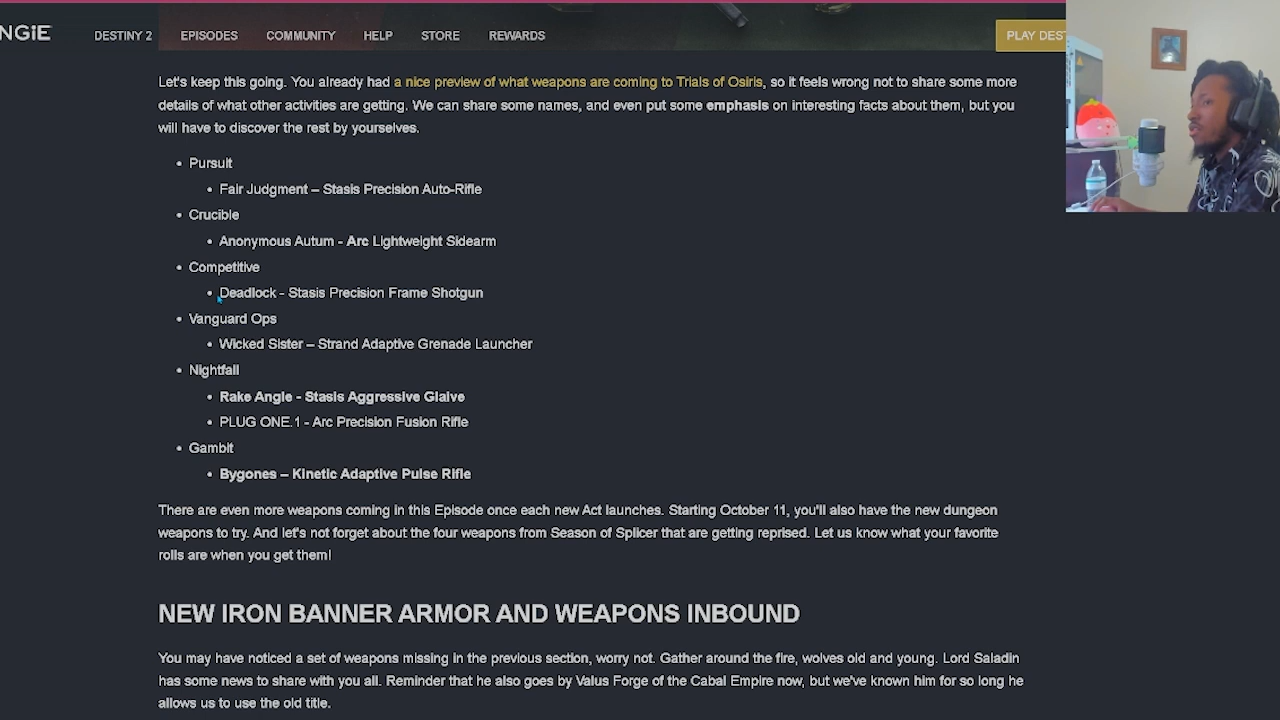 NGiE
DESTINY 2
EPISODES
COMMUNITY
HELP
STORE
REWARDS
PLAY DEST
Let's keep this going. You already had a nice preview of what weapons are coming to Trials of Osiris, so it feels wrong not to share some more
details of what other activities are getting. We can share some names, and even put some emphasis on interesting facts about them, but you
will have to discover the rest by yourselves.
• Pursuit
• Fair Judgment – Stasis Precision Auto-Rifle
• Crucible
• Anonymous Autum - Arc Lightweight Sidearm
• Competitive
• Deadlock - Stasis Precision Frame Shotgun
• Vanguard Ops
• Wicked Sister – Strand Adaptive Grenade Launcher
• Nightfall
• Rake Angle - Stasis Aggressive Glaive
• PLUG ONE.1 - Arc Precision Fusion Rifle
• Gambit
• Bygones – Kinetic Adaptive Pulse Rifle
There are even more weapons coming in this Episode once each new Act launches. Starting October 11, you'll also have the new dungeon
weapons to try. And let's not forget about the four weapons from Season of Splicer that are getting reprised. Let us know what your favorite
rolls are when you get them!
NEW IRON BANNER ARMOR AND WEAPONS INBOUND
You may have noticed a set of weapons missing in the previous section, worry not. Gather around the fire, wolves old and young. Lord Saladin
has some news to share with you all. Reminder that he also goes by Valus Forge of the Cabal Empire now, but we've known him for so long he
allows us to use the old title.